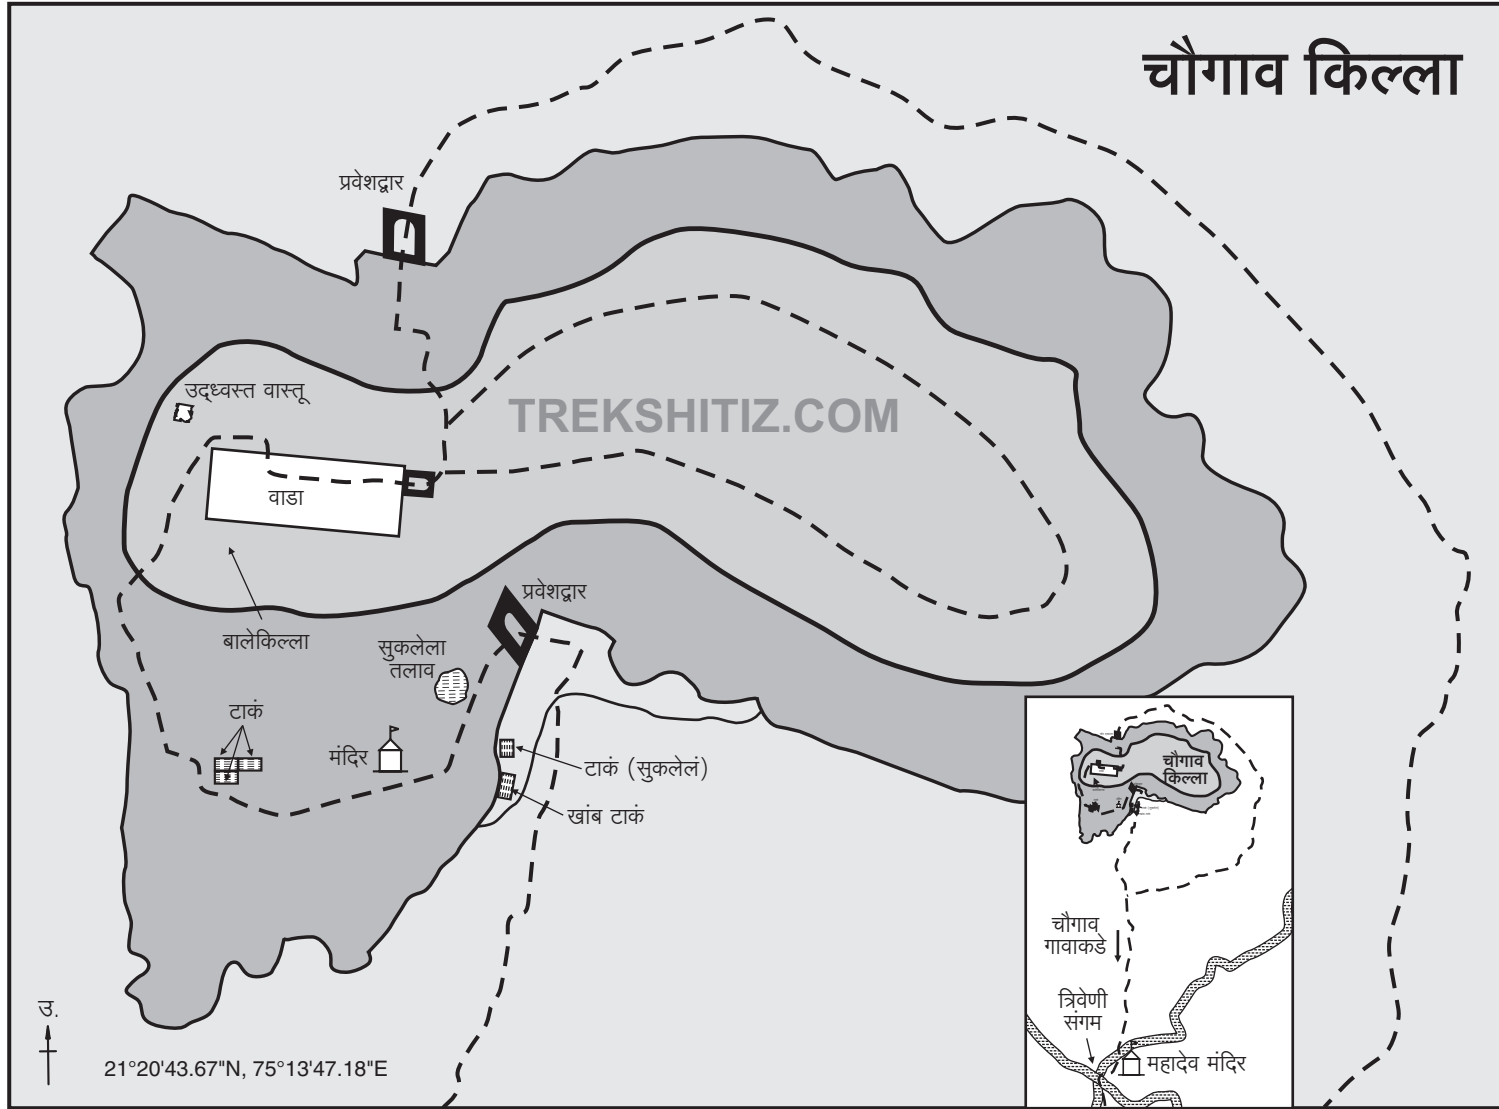 चौगाव किल्ला
प्रवेशद्वार
उद्ध्वस्त वास्तू
TREKSHITIZ.COM
वाडा
प्रवेशद्वार
बालेकिल्ला
सुकलेला
तलाव
टाकं
मंदिर
टाकं (सुकलेलं)
खांब टाकं
चौगाव
किल्ला
चौगाव
गावाकडे
त्रिवेणी
संगम
महादेव मंदिर
उ.
21°20'43.67"N, 75°13'47.18"E